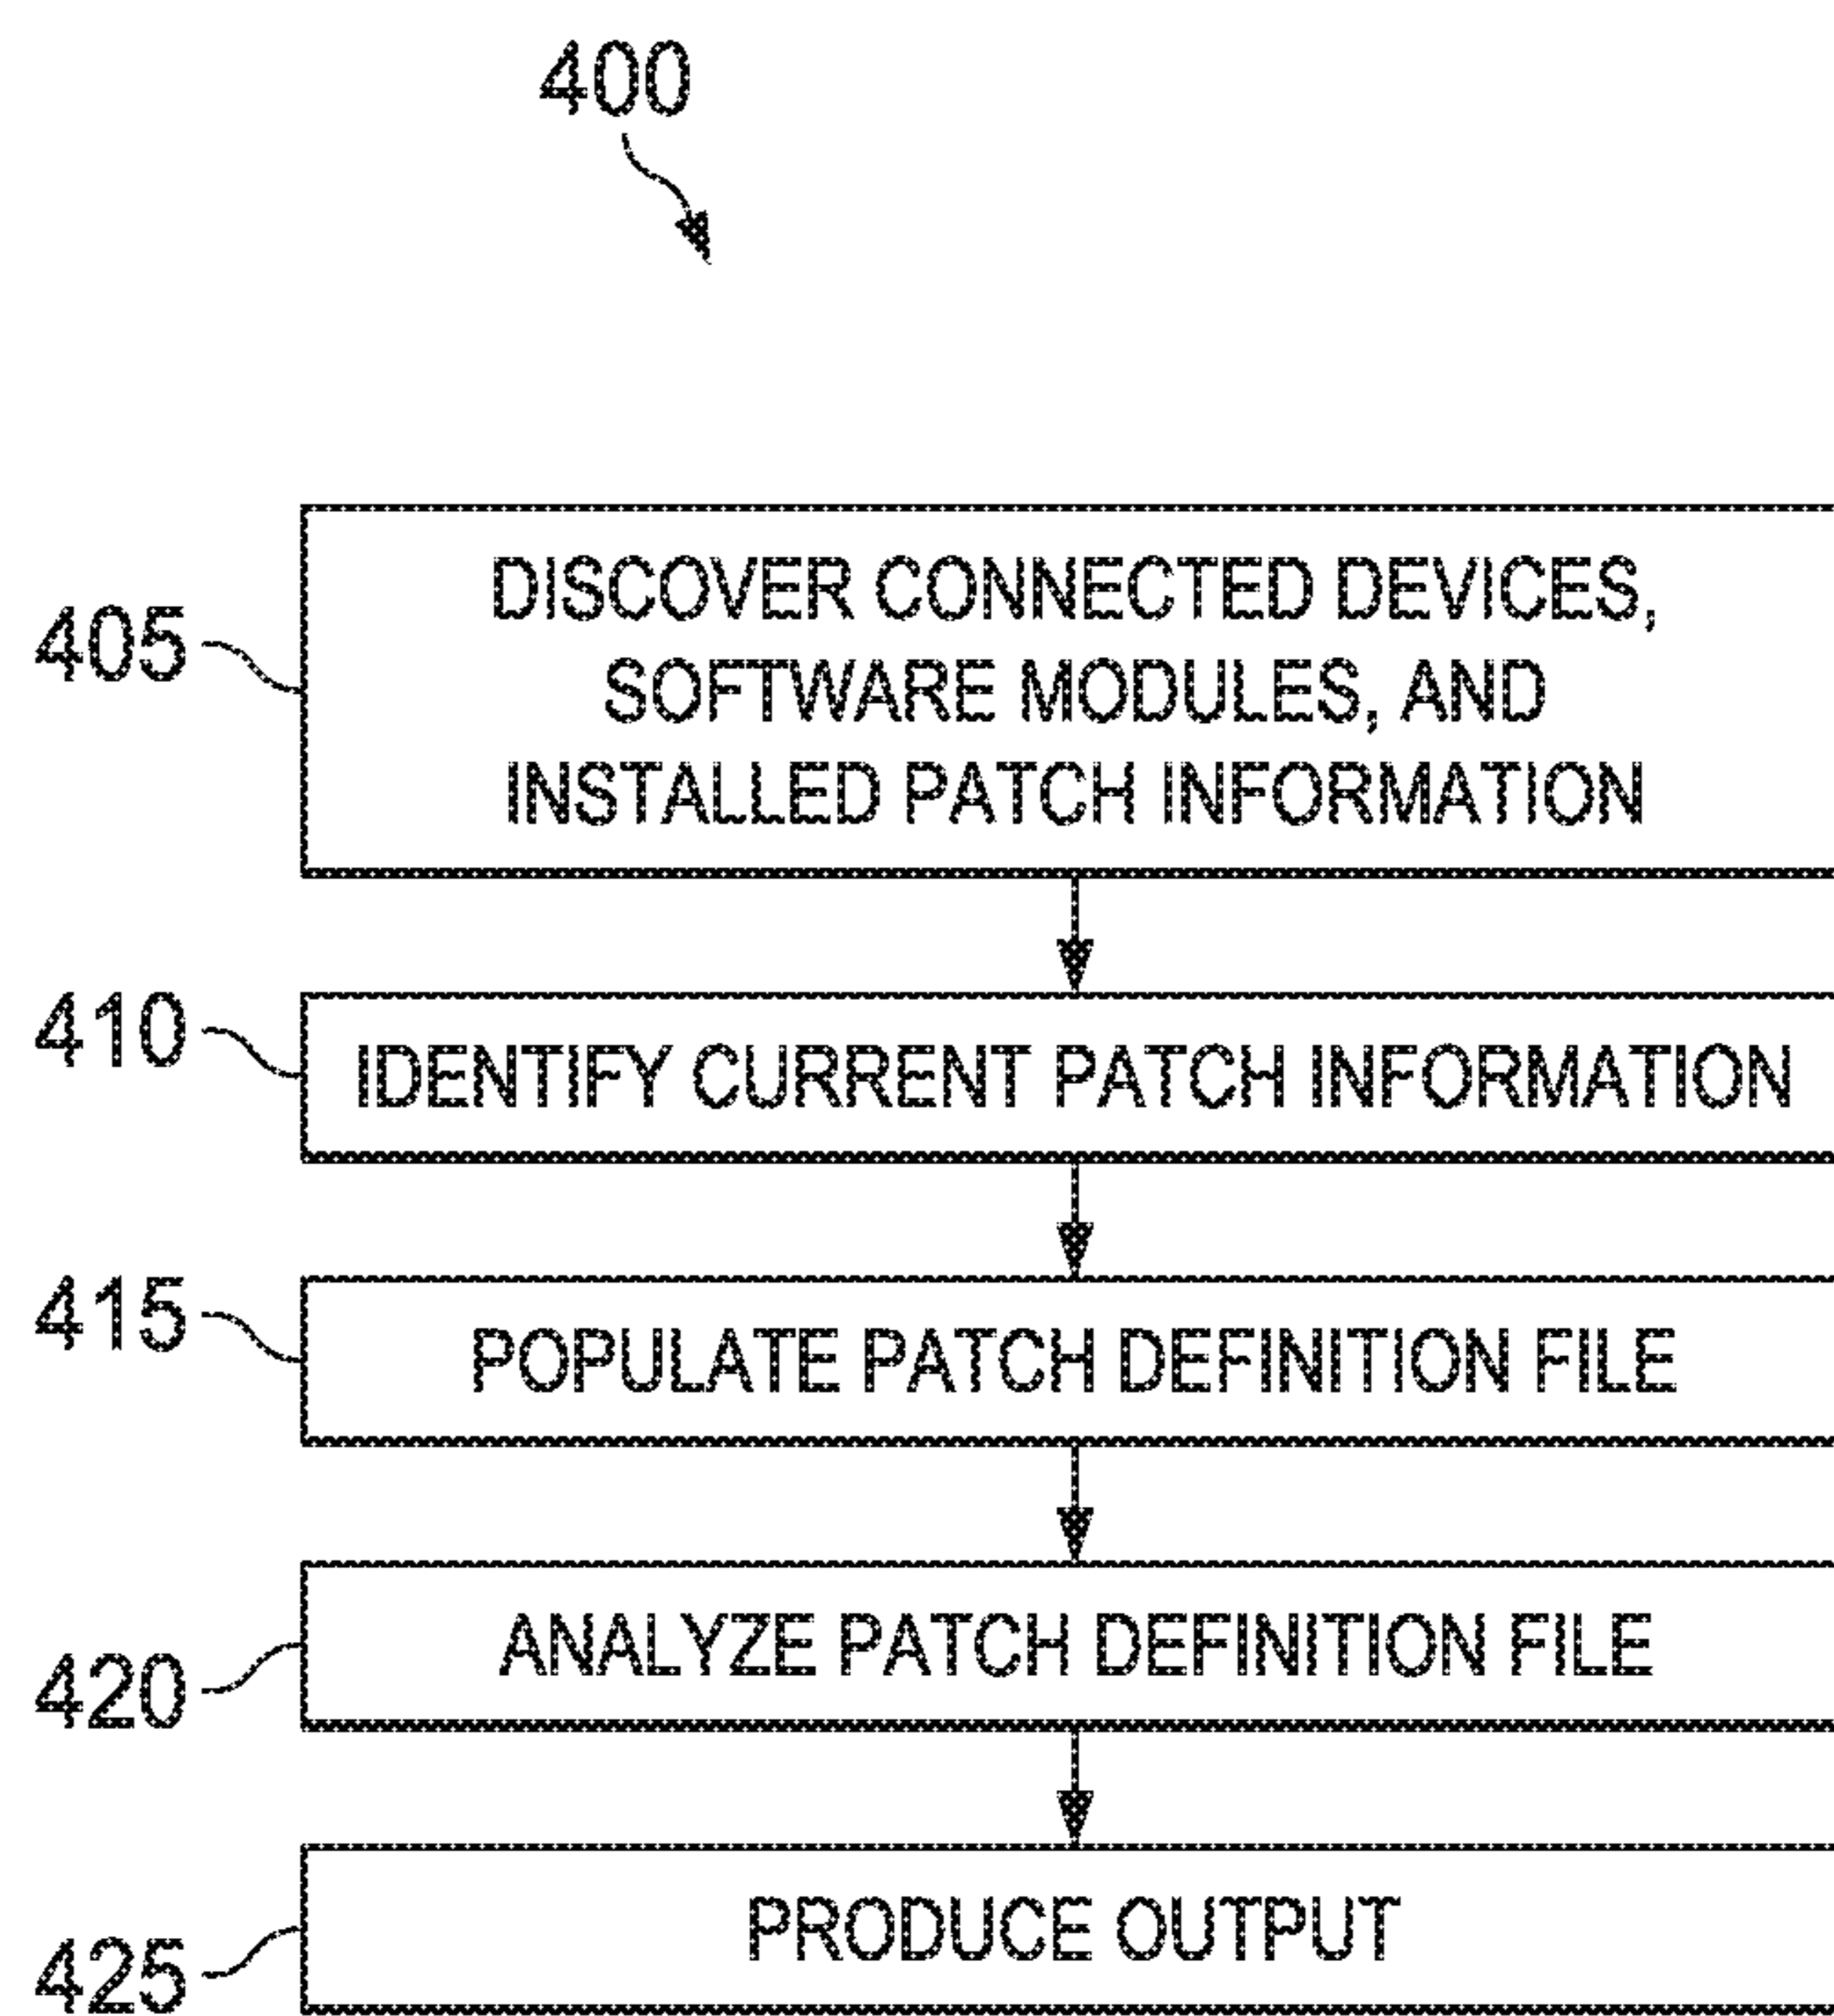 400
405
DISCOVER CONNECTED DEVICES,
SOFTWARE MODULES, AND
INSTALLED PATCH INFORMATION
410
IDENTIFY CURRENT PATCH INFORMATION
415
POPULATE PATCH DEFINITION FILE
420
ANALYZE PATCH DEFINITION FILE
425
PRODUCE OUTPUT